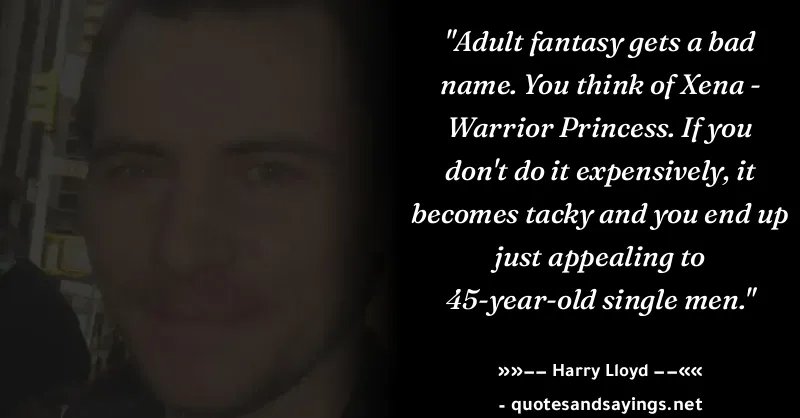 "Adult fantasy gets a bad
name. You think of Xena -
Warrior Princess. If you
don't do it expensively, it
becomes tacky and you end up
just appealing to
45-year-old single men."
»»–– Harry Lloyd ––««
- quotesandsayings.net